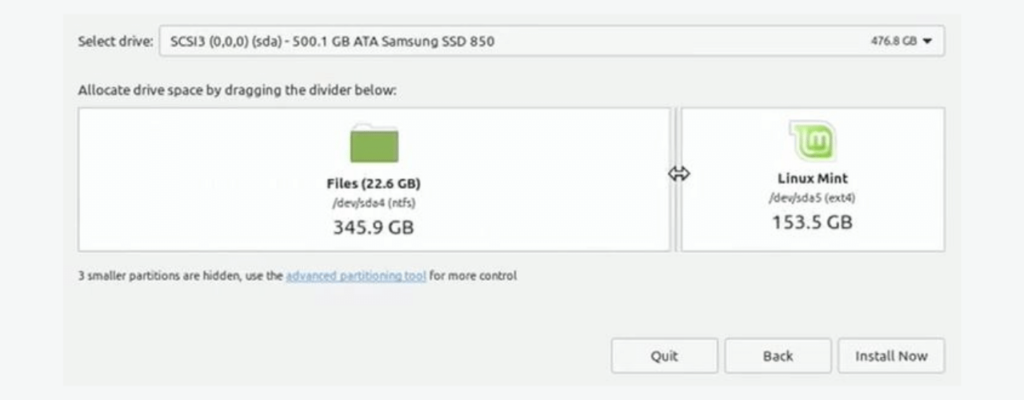 Select drive: SCSI3 (0,0,0) (sda) - 500.1 GB ATA Samsung SSD 850 476.8 GB
Allocate drive space by dragging the divider below:
Files (22.6 GB)
/dev/sda4 (ntfs)
345.9 GB
Linux Mint
/dev/sda5 (ext4)
153.5 GB
3 smaller partitions are hidden, use the advanced partitioning tool for more control
Quit Back Install Now